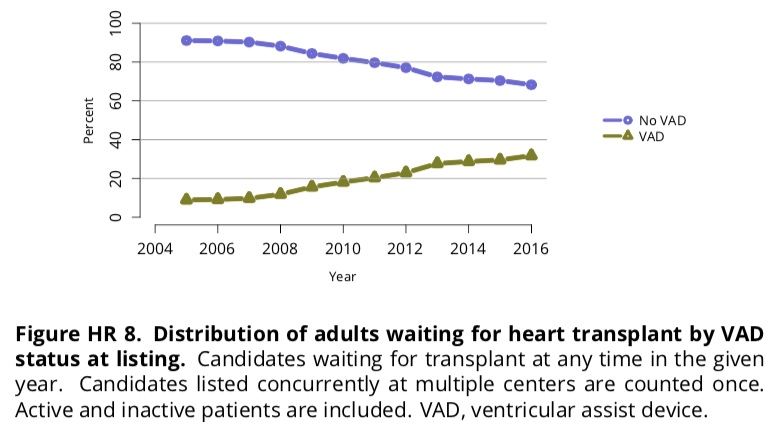 100
80
60
40
20
0
Percent
2004 2006 2008 2010 2012 2014 2016
Year
No VAD
VAD
Figure HR 8. Distribution of adults waiting for heart transplant by VAD
status at listing. Candidates waiting for transplant at any time in the given
year. Candidates listed concurrently at multiple centers are counted once.
Active and inactive patients are included. VAD, ventricular assist device.